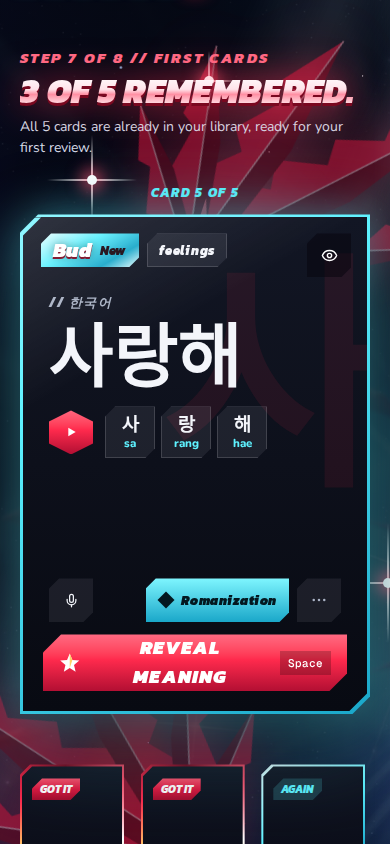 STEP 7 OF 8 // FIRST CARDS
3 OF 5 REMEMBERED.
All 5 cards are already in your library, ready for your
first review.
CARD 5 OF 5
Bud New feelings
// 한국어
사랑해
사 랑 해
sa rang hae
Romanization
REVEAL
MEANING
Space
GOT IT GOT IT AGAIN